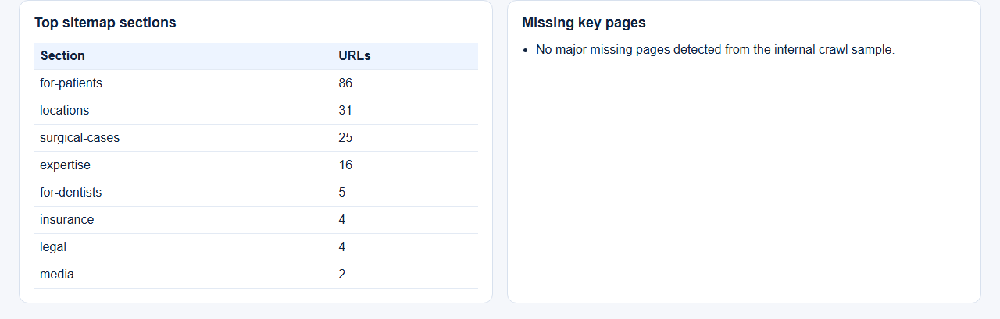 Top sitemap sections
Section URLs
for-patients 86
locations 31
surgical-cases 25
expertise 16
for-dentists 5
insurance 4
legal 4
media 2
Missing key pages
• No major missing pages detected from the internal crawl sample.